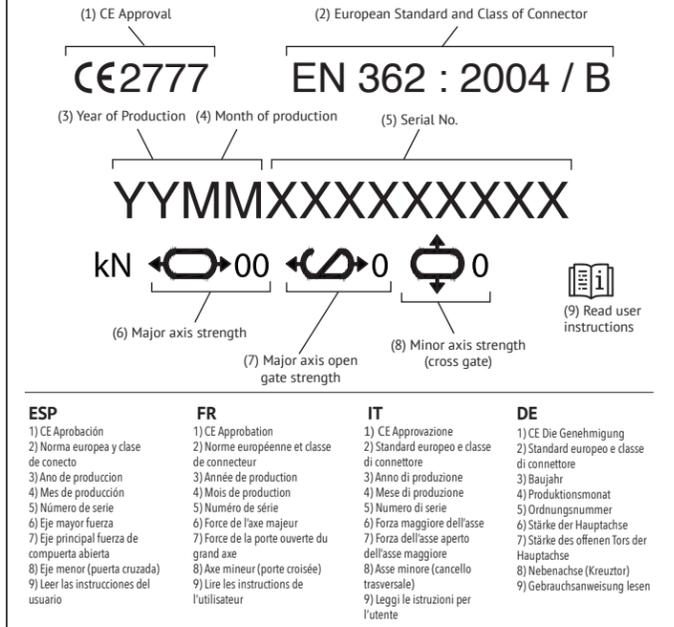 (1) CE Approval
(2) European Standard and Class of Connector
CE2777
EN 362 : 2004 / B
(3) Year of Production (4) Month of production
(5) Serial No.
YYMMXXXXXXXXX
kN 00 0 0
(6) Major axis strength
(7) Major axis open
gate strength
(8) Minor axis strength
(cross gate)
(9) Read user
instructions
ESP
1) CE Aprobación
2) Norma europea y clase
de conecto
3) Ano de produccion
4) Mes de producción
5) Número de serie
6) Eje mayor fuerza
7) Eje principal fuerza de
compuerta abierta
8) Eje menor (puerta cruzada)
9) Leer las instrucciones del
usuario
FR
1) CE Approbation
2) Norme européenne et classe
de connecteur
3) Année de production
4) Mois de production
5) Numéro de série
6) Force de l'axe majeur
7) Force de la porte ouverte du
grand axe
8) Axe mineur (porte croisée)
9) Lire les instructions de
l'utilisateur
IT
1) CE Approvazione
2) Standard europeo e classe
di connettore
3) Anno di produzione
4) Mese di produzione
5) Numero di serie
6) Forza maggiore dell'asse
7) Forza dell'asse aperto
dell'asse maggiore
8) Asse minore (cancello
trasversale)
9) Leggi le istruzioni per
l'utente
DE
1) CE Die Genehmigung
2) Standard europeo e classe
di connettore
3) Baujahr
4) Produktionsmonat
5) Ordnungsnummer
6) Stärke der Hauptachse
7) Stärke des offenen Tors der
Hauptachse
8) Nebenachse (Kreuztor)
9) Gebrauchsanweisung lesen